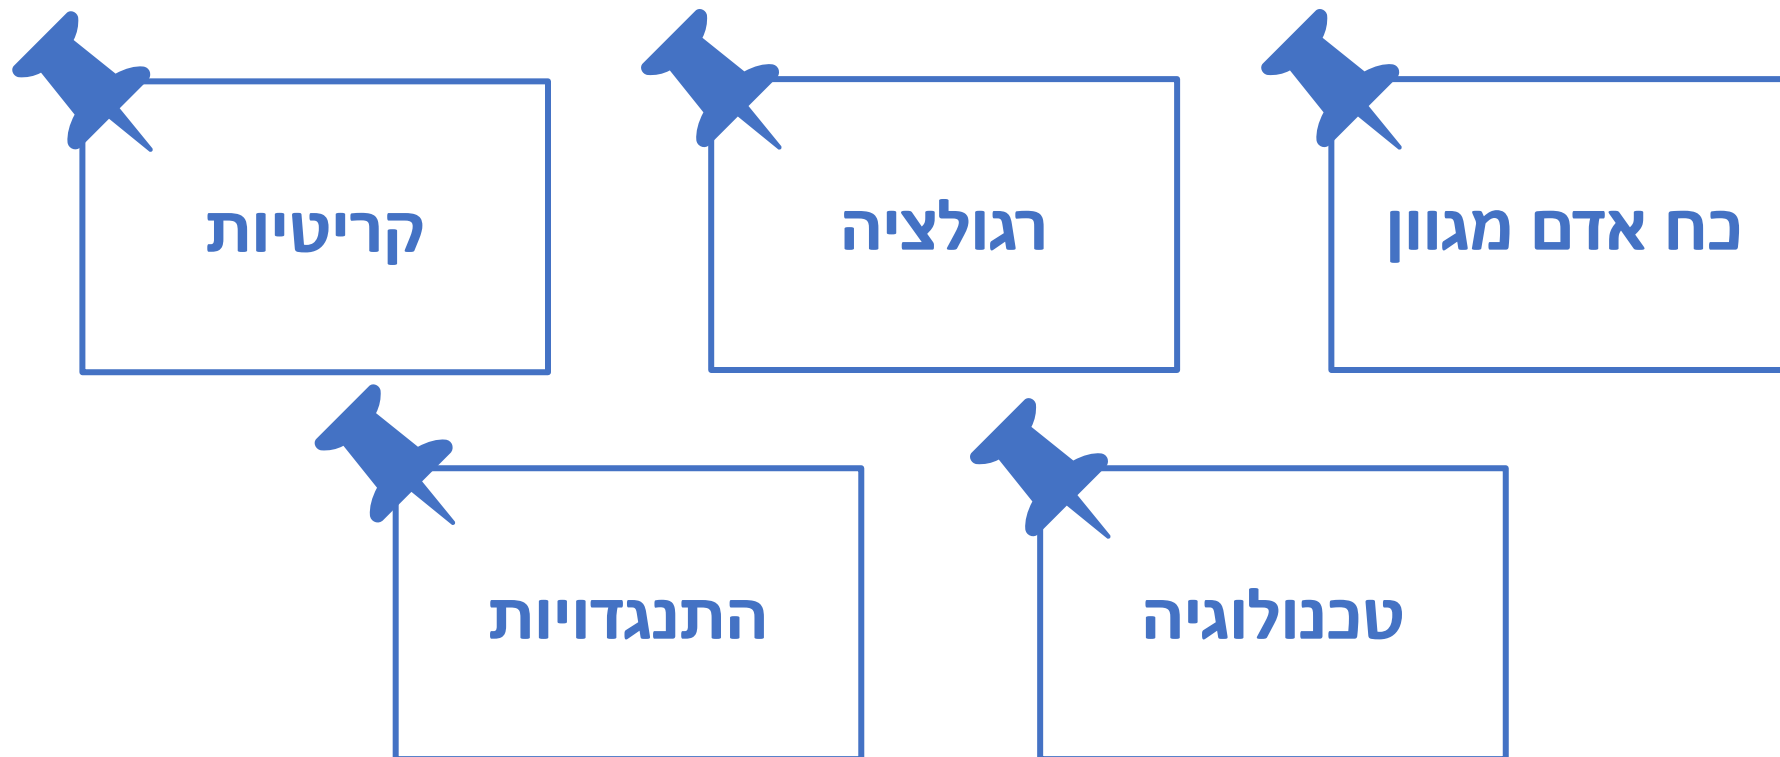 כח אדם מגוון
רגולציה
קריטיות
טכנולוגיה
התנגדויות